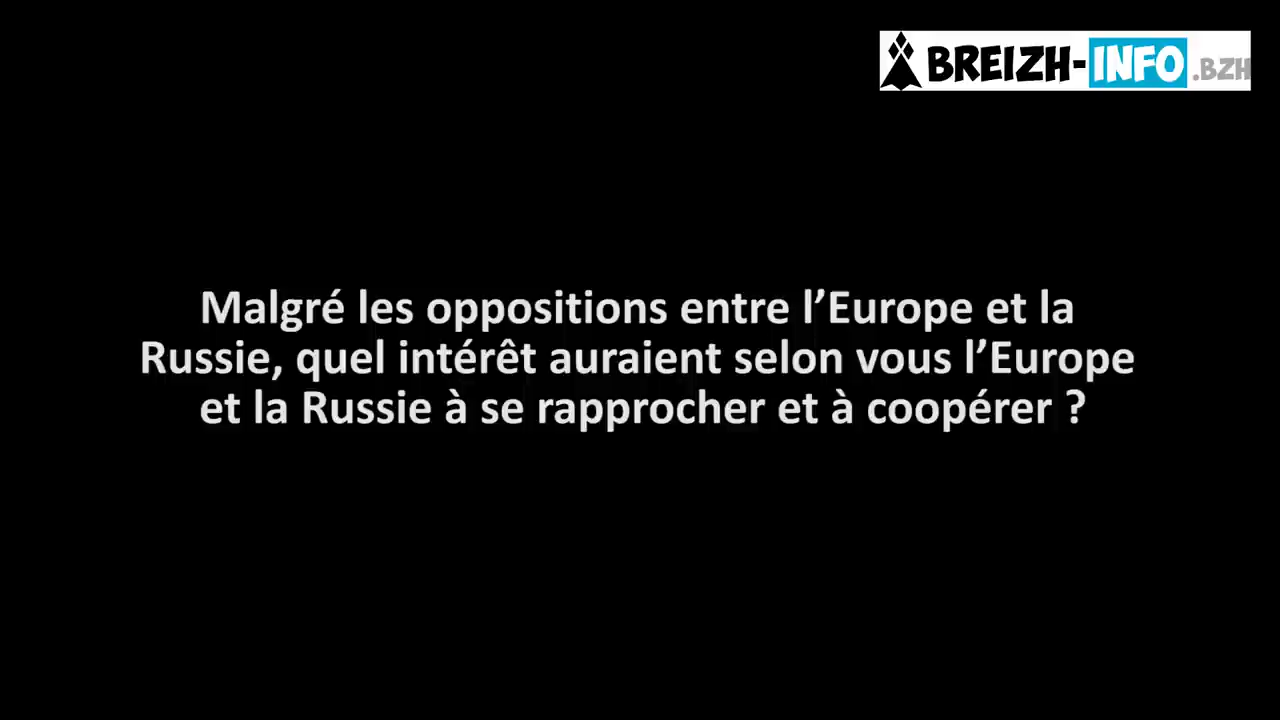 BREIZH-INFO.BZH
Malgré les oppositions entre l’Europe et la
Russie, quel intérêt auraient selon vous l’Europe
et la Russie à se rapprocher et à coopérer ?